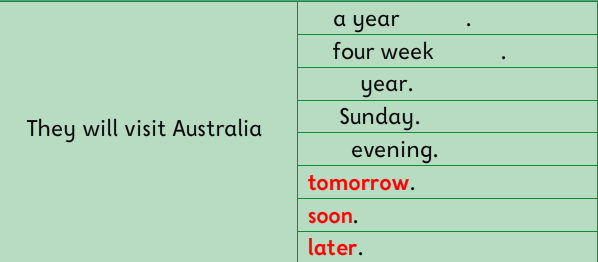 They will visit Australia
a year .
four week .
year.
Sunday.
evening.
tomorrow.
soon.
later.